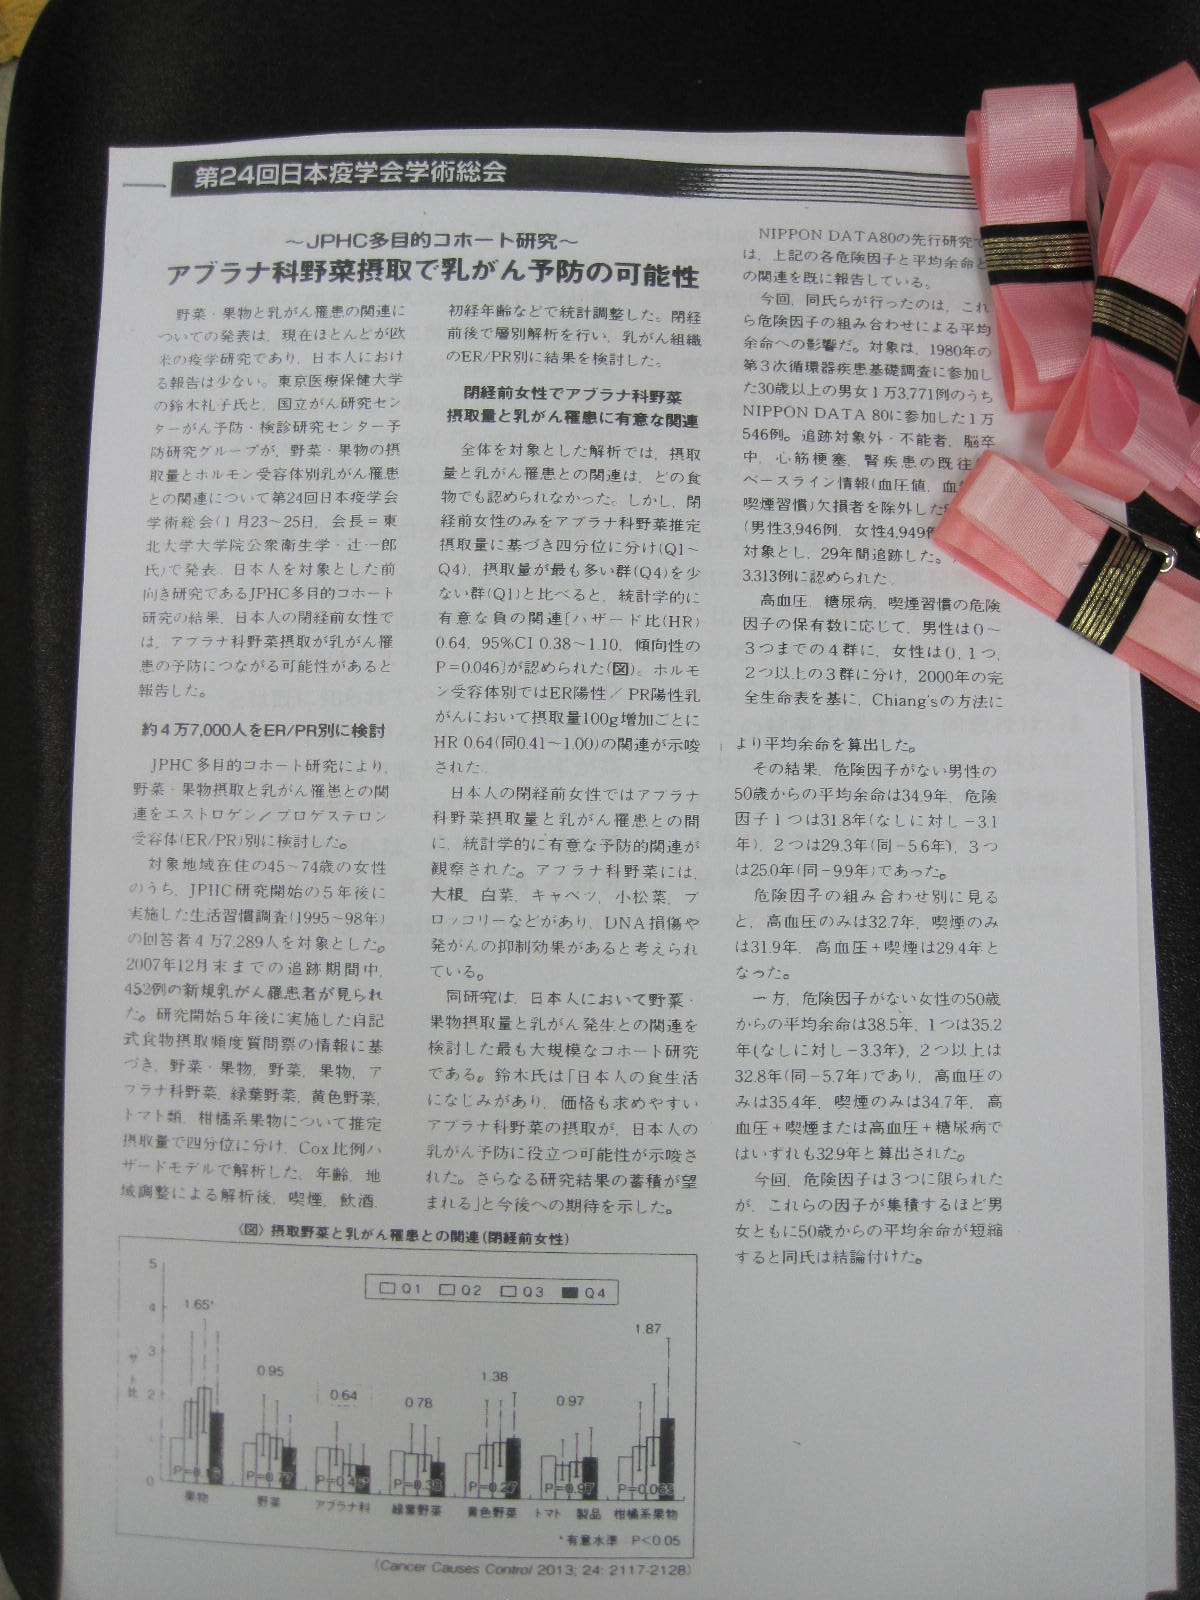 第24回日本疫学会学術総会
～JPHC多目的コホート研究～
アブラナ科野菜摂取で乳がん予防の可能性
野菜・果物と乳がん罹患の関連に
ついての発表は，現在ほとんどが欧
米の疫学研究であり，日本人におけ
る報告は少ない。東京医療保健大学
の鈴木礼子氏と，国立がん研究セン
ターがん予防・検診研究センター予
防研究グループが，野菜・果物の摂
取量とホルモン受容体別乳がん罹患
との関連について第24回日本疫学会
学術総会(１月23～25日，会長＝東
北大学大学院公衆衛生学・辻一郎
氏)で発表。日本人を対象とした前
向き研究であるJPHC多目的コホート
研究の結果，日本人の閉経前女性で
は，アブラナ科野菜摂取が乳がん罹
患の予防につながる可能性があると
報告した。
約４万7,000人をER/PR別に検討
JPHC多目的コホート研究により，
野菜・果物摂取と乳がん罹患との関
連をエストロゲン／プロゲステロン
受容体(ER/PR)別に検討した。
対象地域在住の45～74歳の女性
のうち，JPHC研究開始の５年後に
実施した生活習慣調査(1995～98年)
の回答者４万7,289人を対象とした。
2007年12月末までの追跡期間中，
452例の新規乳がん罹患者が見られ
た。研究開始５年後に実施した自記
式食物摂取頻度質問票の情報に基
づき，野菜・果物，野菜，果物，ア
ブラナ科野菜，緑葉野菜，黄色野菜，
トマト類，柑橘系果物について推定
摂取量で四分位に分け，Cox比例ハ
ザードモデルで解析した。年齢，地
域調整による解析後，喫煙，飲酒，
初経年齢などで統計調整した。閉経
前後で層別解析を行い，乳がん組織
のER/PR別に結果を検討した。
閉経前女性でアブラナ科野菜
摂取量と乳がん罹患に有意な関連
全体を対象とした解析では，摂取
量と乳がん罹患との関連は，どの食
物でも認められなかった。しかし，閉
経前女性のみをアブラナ科野菜推定
摂取量に基づき四分位に分け(Q1～
Q4)，摂取量が最も多い群(Q4)を少
ない群(Q1)と比べると，統計学的に
有意な負の関連〔ハザード比(HR)
0.64，95%CI 0.38～1.10，傾向性の
P＝0.046〕が認められた(図)。ホルモ
ン受容体別ではER陽性／PR陽性乳
がんにおいて摂取量100g増加ごとに
HR 0.64(同0.41～1.00)の関連が示唆
された。
日本人の閉経前女性ではアブラナ
科野菜摂取量と乳がん罹患との間
に，統計学的に有意な予防的関連が
観察された。アブラナ科野菜には，
大根，白菜，キャベツ，小松菜，ブ
ロッコリーなどがあり，DNA損傷や
発がんの抑制効果があると考えられ
ている。
同研究は，日本人において野菜・
果物摂取量と乳がん発生との関連を
検討した最も大規模なコホート研究
である。鈴木氏は「日本人の食生活
になじみがあり，価格も求めやすい
アブラナ科野菜の摂取が，日本人の
乳がん予防に役立つ可能性が示唆さ
れた。さらなる研究結果の蓄積が望
まれる」と今後への期待を示した。
〈図〉摂取野菜と乳がん罹患との関連(閉経前女性)
Q1 Q2 Q3 Q4
5
4
3
2
0
1.65*
0.95
0.64
0.78
1.38
0.97
1.87
P=0.77
P=0.27
P=0.97
果物 野菜 アブラナ科 緑葉野菜 黄色野菜 トマト 製品 柑橘系果物
*有意水準 P<0.05
(Cancer Causes Control 2013; 24: 2117-2128)
NIPPON DATA80の先行研究で
は，上記の各危険因子と平均余命と
の関連を既に報告している。
今回，同氏らが行ったのは，これ
ら危険因子の組み合わせによる平均
余命への影響だ。対象は，1980年の
第３次循環器疾患基礎調査に参加し
た30歳以上の男女１万3,771例のうち
NIPPON DATA 80に参加した１万
546例。追跡対象外・不能者，脳卒
中，心筋梗塞，腎疾患の既往
ベースライン情報(血圧値，血
喫煙習慣)欠損者を除外した
(男性3,946例，女性4,949
対象とし，29年間追跡した。
3,313例に認められた。
高血圧，糖尿病，喫煙習慣の危険
因子の保有数に応じて，男性は０～
３つまでの４群に，女性は０，１つ，
２つ以上の３群に分け，2000年の完
全生命表を基に，Chiang'sの方法に
より平均余命を算出した。
その結果，危険因子がない男性の
50歳からの平均余命は34.9年，危険
因子１つは31.8年(なしに対し－3.1
年)，２つは29.3年(同－5.6年)，３つ
は25.0年(同－9.9年)であった。
危険因子の組み合わせ別に見る
と，高血圧のみは32.7年，喫煙のみ
は31.9年，高血圧＋喫煙は29.4年と
なった。
一方，危険因子がない女性の50歳
からの平均余命は38.5年，１つは35.2
年(なしに対し－3.3年)，２つ以上は
32.8年(同－5.7年)であり，高血圧の
みは35.4年，喫煙のみは34.7年，高
血圧＋喫煙または高血圧＋糖尿病で
はいずれも32.9年と算出された。
今回，危険因子は３つに限られた
が，これらの因子が集積するほど男
女ともに50歳からの平均余命が短縮
すると同氏は結論付けた。